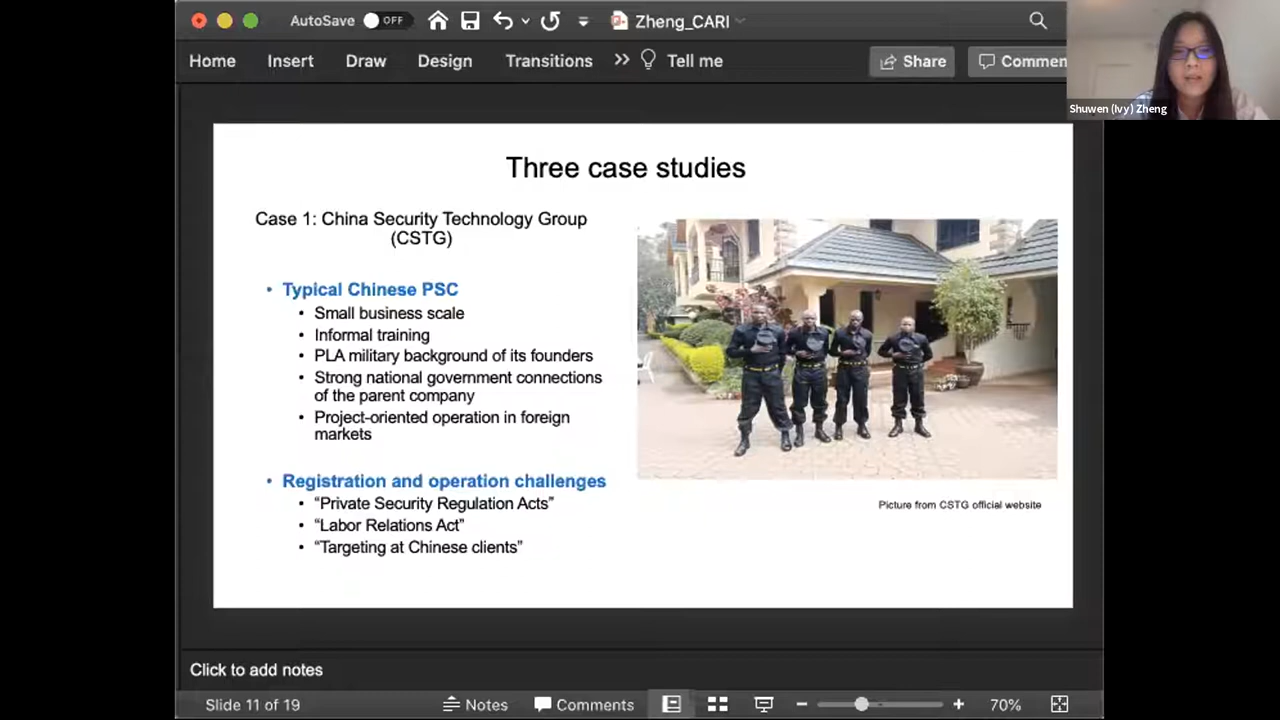 AutoSave OFF Zheng_CARI
Home Insert Draw Design Transitions Tell me Share Commen
Shuwen (Ivy) Zheng
Three case studies
Case 1: China Security Technology Group
(CSTG)
• Typical Chinese PSC
• Small business scale
• Informal training
• PLA military background of its founders
• Strong national government connections
of the parent company
• Project-oriented operation in foreign
markets
• Registration and operation challenges
• “Private Security Regulation Acts”
• “Labor Relations Act”
• “Targeting at Chinese clients”
Picture from CSTG official website
Click to add notes
Slide 11 of 19 Notes Comments 70%